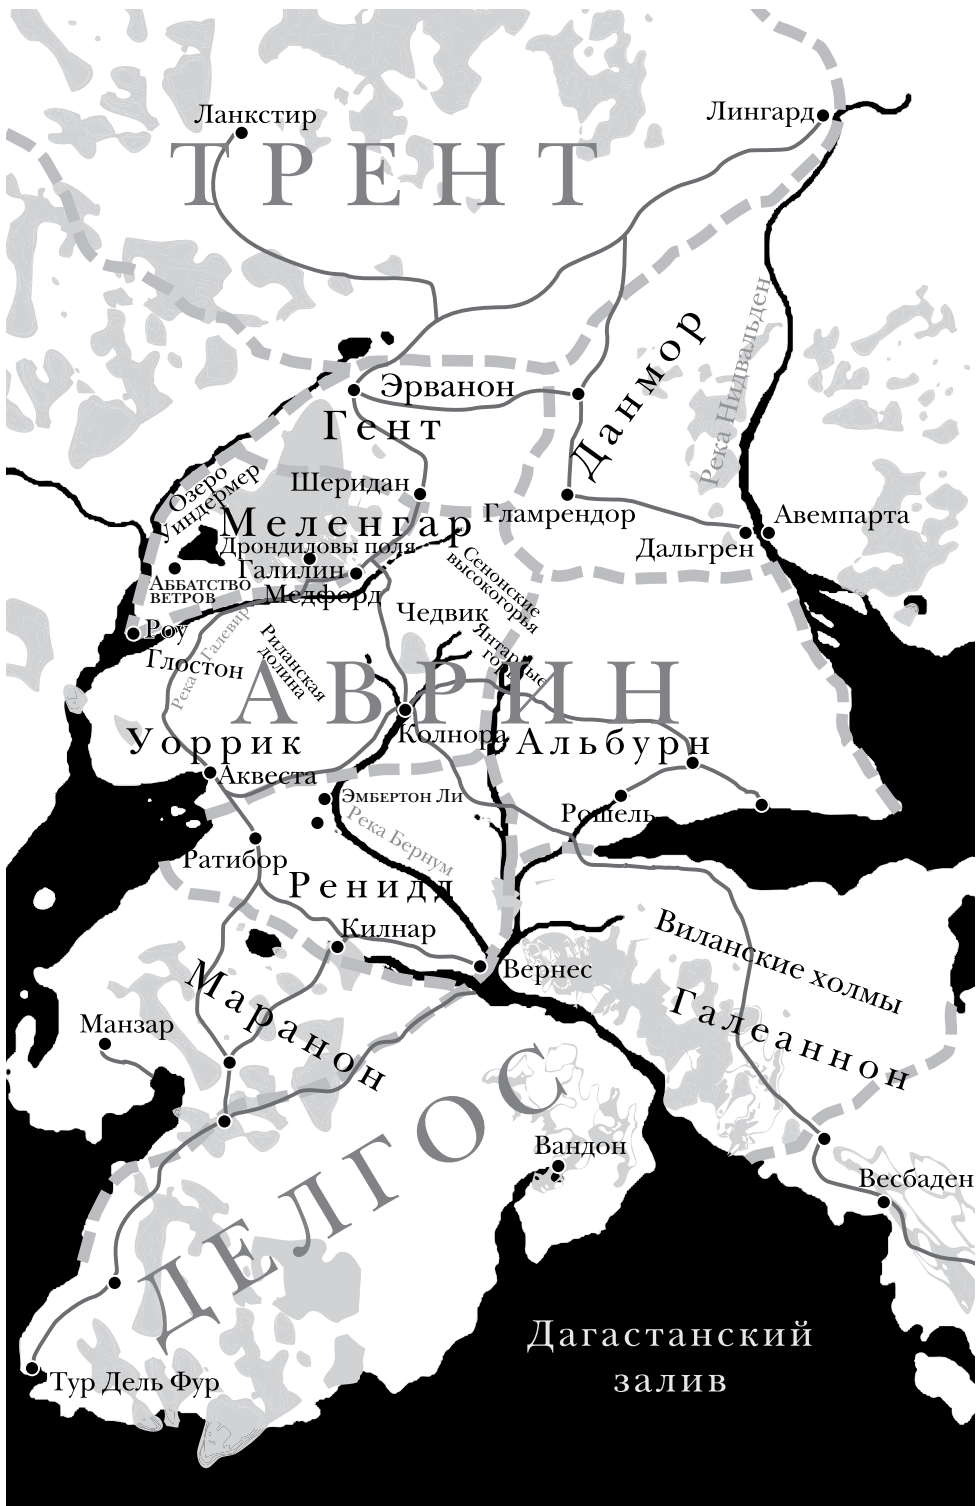 Ланкстир
Лингард
ТРЕНТ
Данмор
Река Нидвальден
Эрванон
Гент
Озеро
Уиндермер
Шеридан
Меленгар
Гламрендор
Авемпарта
Дальгрен
Дрондиловы поля
Галилин
Аббатство
ветров
Медфорд
Сенонские
высокогорья
Чедвик
Роу
Янтарные
горы
Глостон
Река Галевир
Риланская
долина
АВРИН
Уоррик
Колнора
Альбурн
Аквеста
Эмбертон Ли
Рошель
Река Бернум
Ратибор
Ренидд
Килнар
Виланские холмы
Вернес
Маранон
Галеаннон
Манзар
ДЕЛГОС
Вандон
Весбаден
Дагастанский
залив
Тур Дель Фур